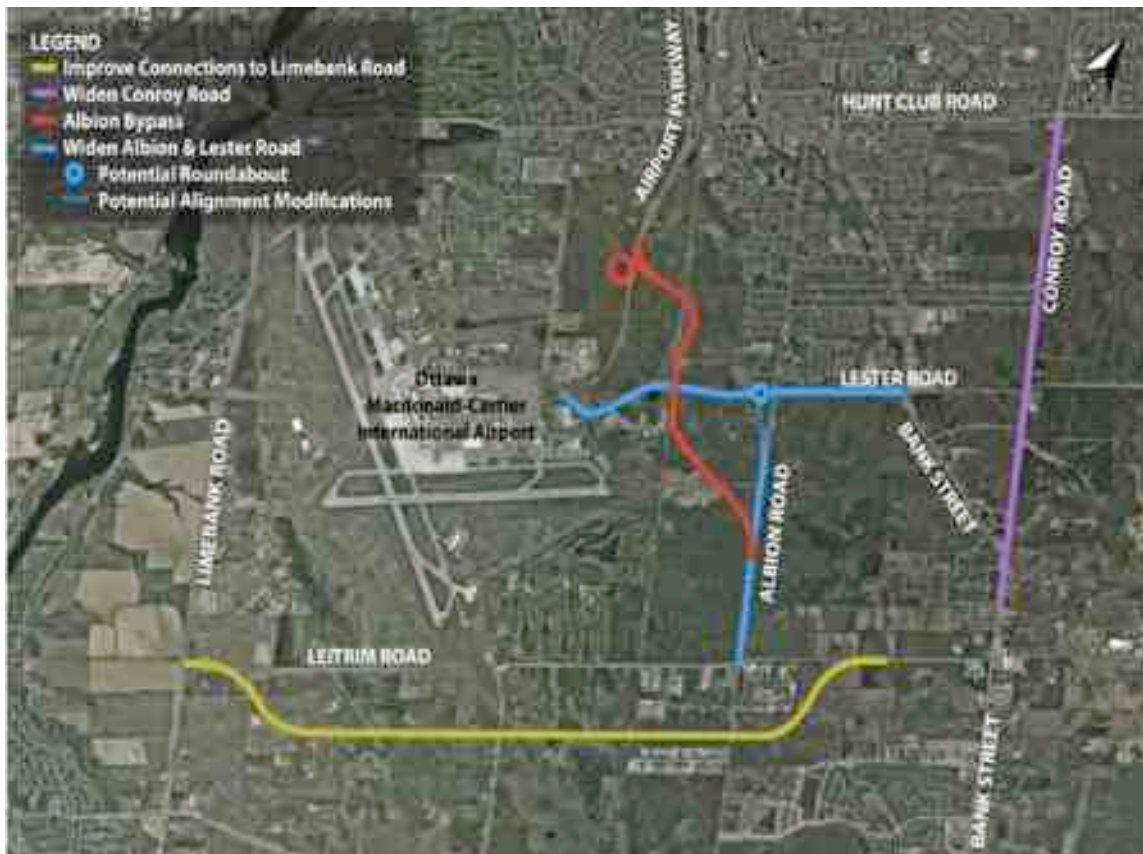 LEGEND
Improve Connections to Limebank Road
Widen Conroy Road
Albion Bypass
Widen Albion & Lester Road
Potential Roundabout
Potential Alignment Modifications
AIRPORT PARKWAY
HUNT CLUB ROAD
CONROY ROAD
LESTER ROAD
Ottawa
Macdonald-Cartier
International Airport
BANK STREET
LIMEBANK ROAD
ALBION ROAD
LEITRIM ROAD
BANK STREET